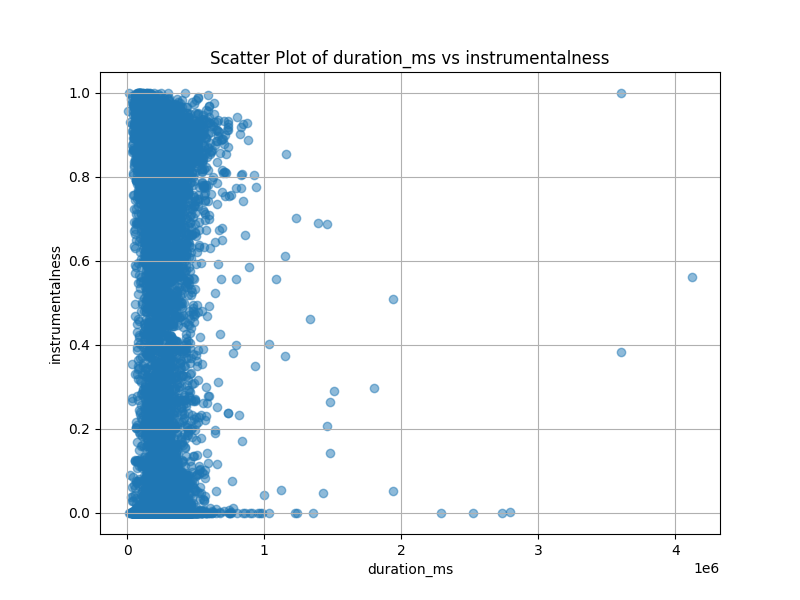 Scatter Plot of duration_ms vs instrumentalness
1.0
0.8
0.6
0.4
0.2
0.0
instrumentalness
0 1 2 3 4
1e6
duration_ms